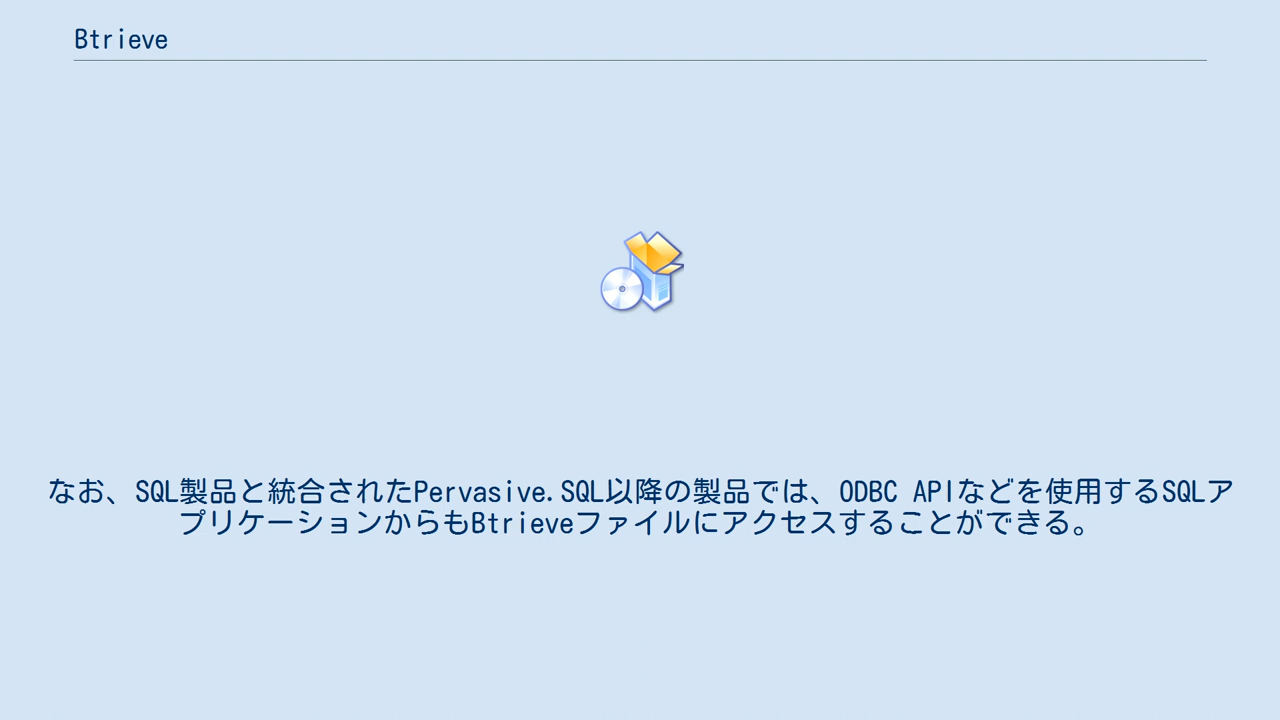 Btrieve
なお、SQL製品と統合されたPervasive.SQL以降の製品では、ODBC APIなどを使用するSQLア
プリケーションからもBtrieveファイルにアクセスすることができる。